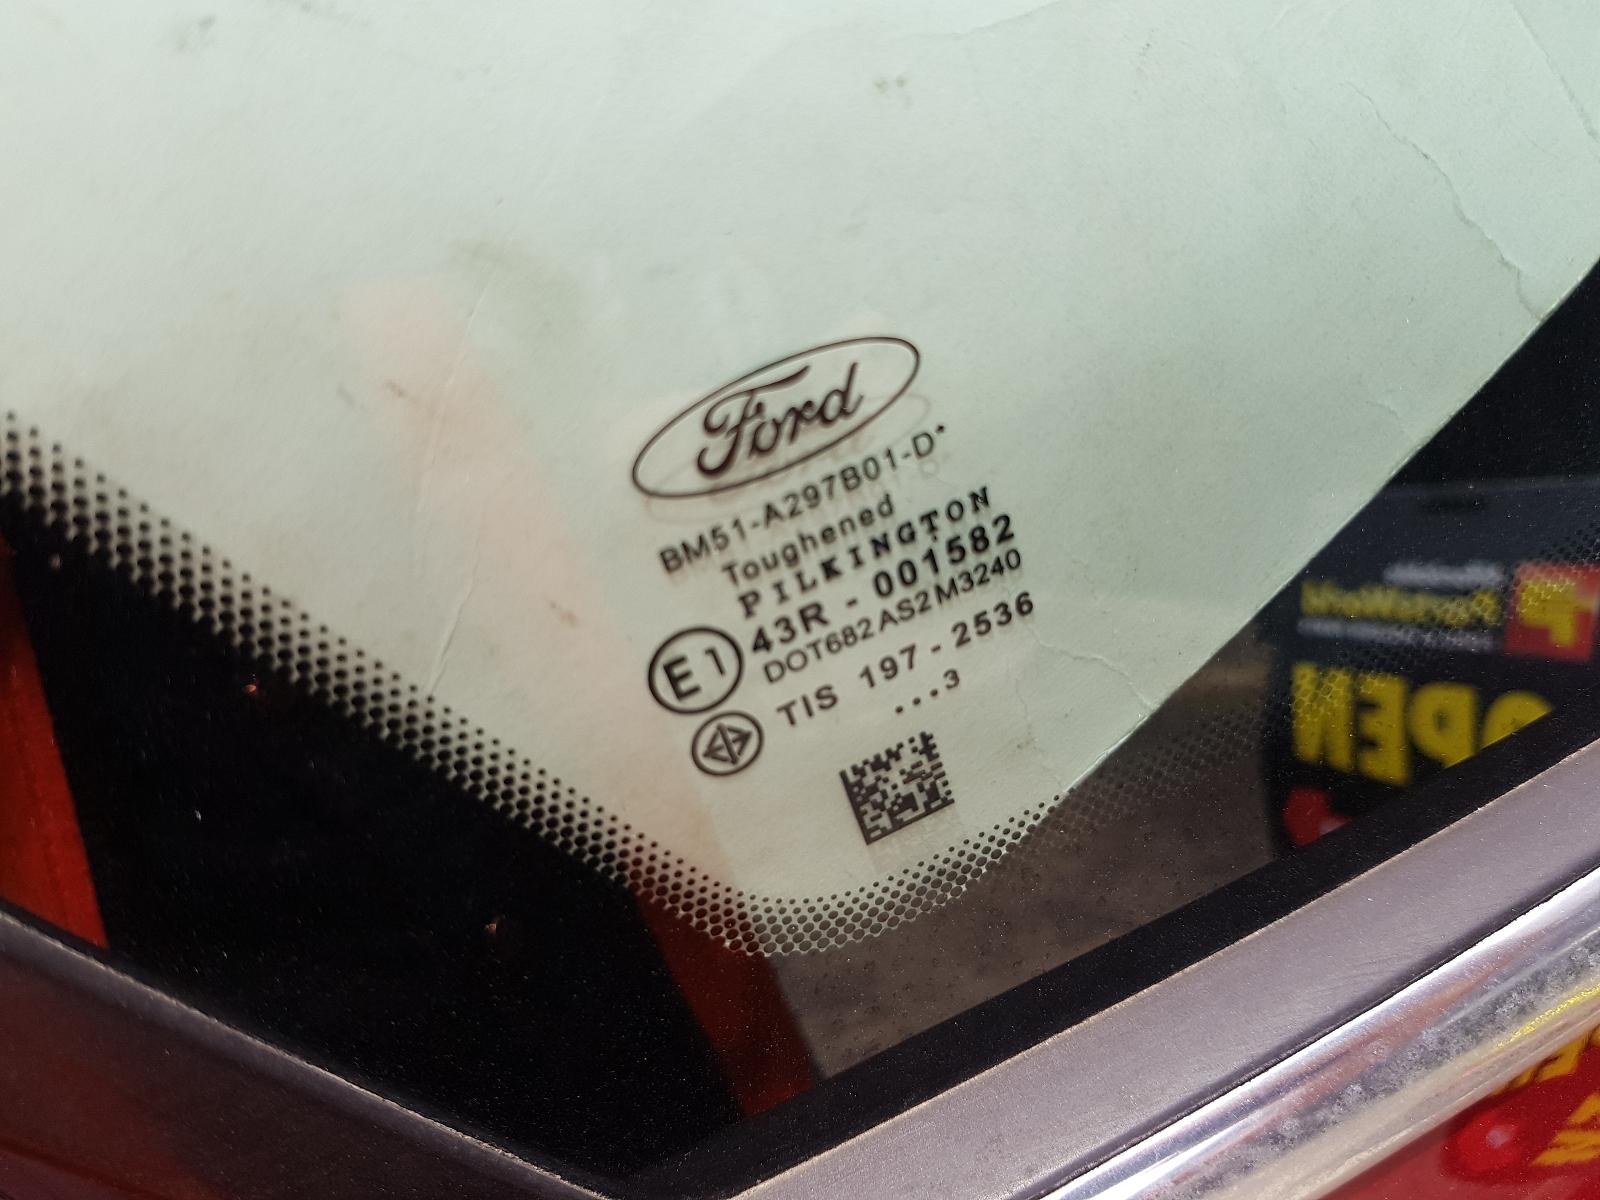 Ford
BM51-A297B01-D*
Toughened
PILKINGTON
E1 43R - 001582
DOT682 AS2 M3240
TIS 197 - 2536
...3
OPEN